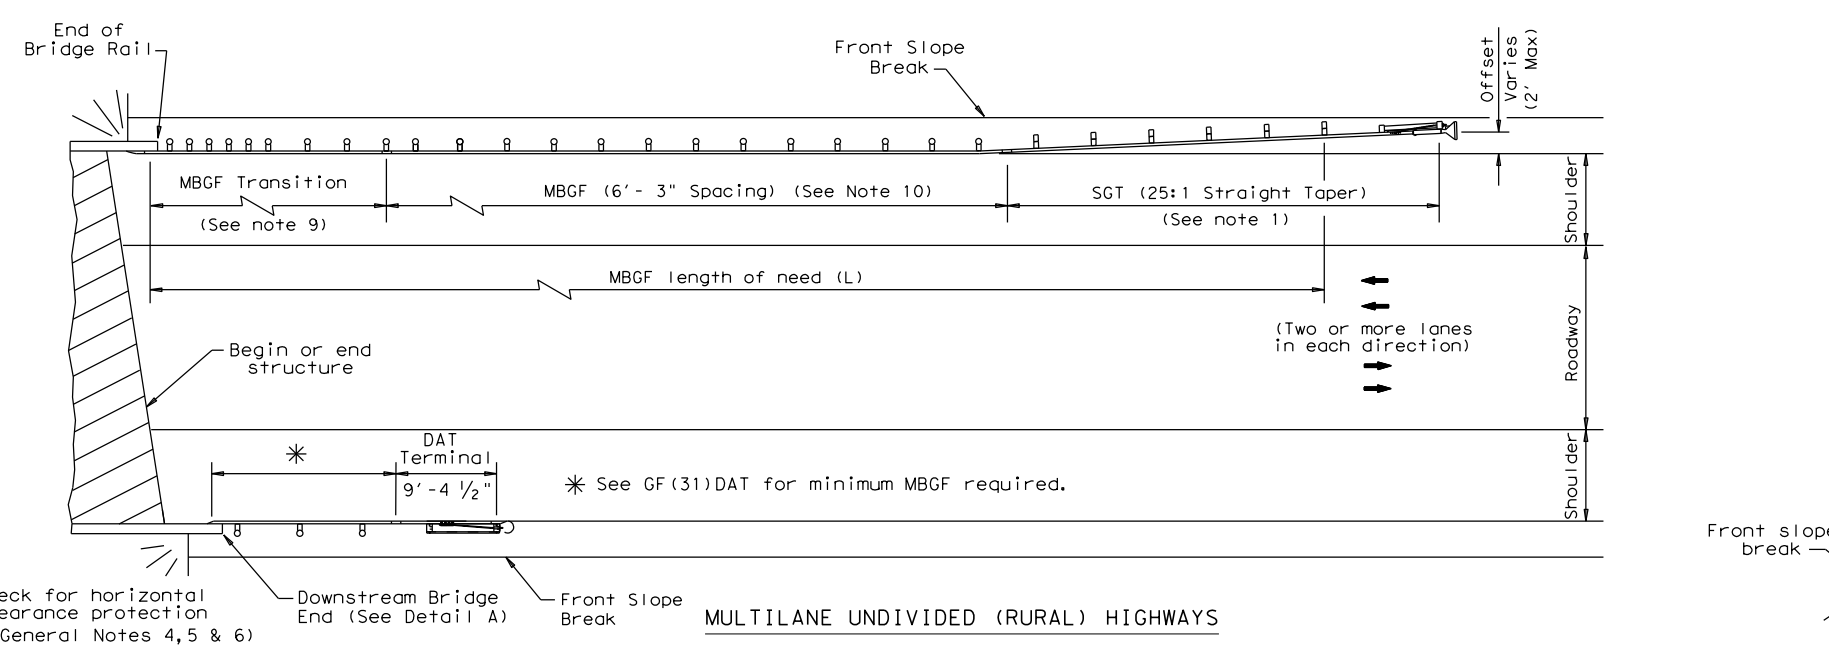 End of
Bridge Rail
Front Slope
Break
Offset
Varies
(2' Max)
MBGF Transition
(See note 9)
MBGF (6'- 3" Spacing) (See Note 10)
SGT (25:1 Straight Taper)
(See note 1)
Shoulder
MBGF length of need (L)
(Two or more lanes
in each direction)
Roadway
Begin or end
structure
DAT
Terminal
9'-4 1/2"
* See GF(31)DAT for minimum MBGF required.
Shoulder
eck for horizontal
earance protection
General Notes 4,5 & 6)
Downstream Bridge
End (See Detail A)
Front Slope
Break
MULTILANE UNDIVIDED (RURAL) HIGHWAYS
Front slope
break